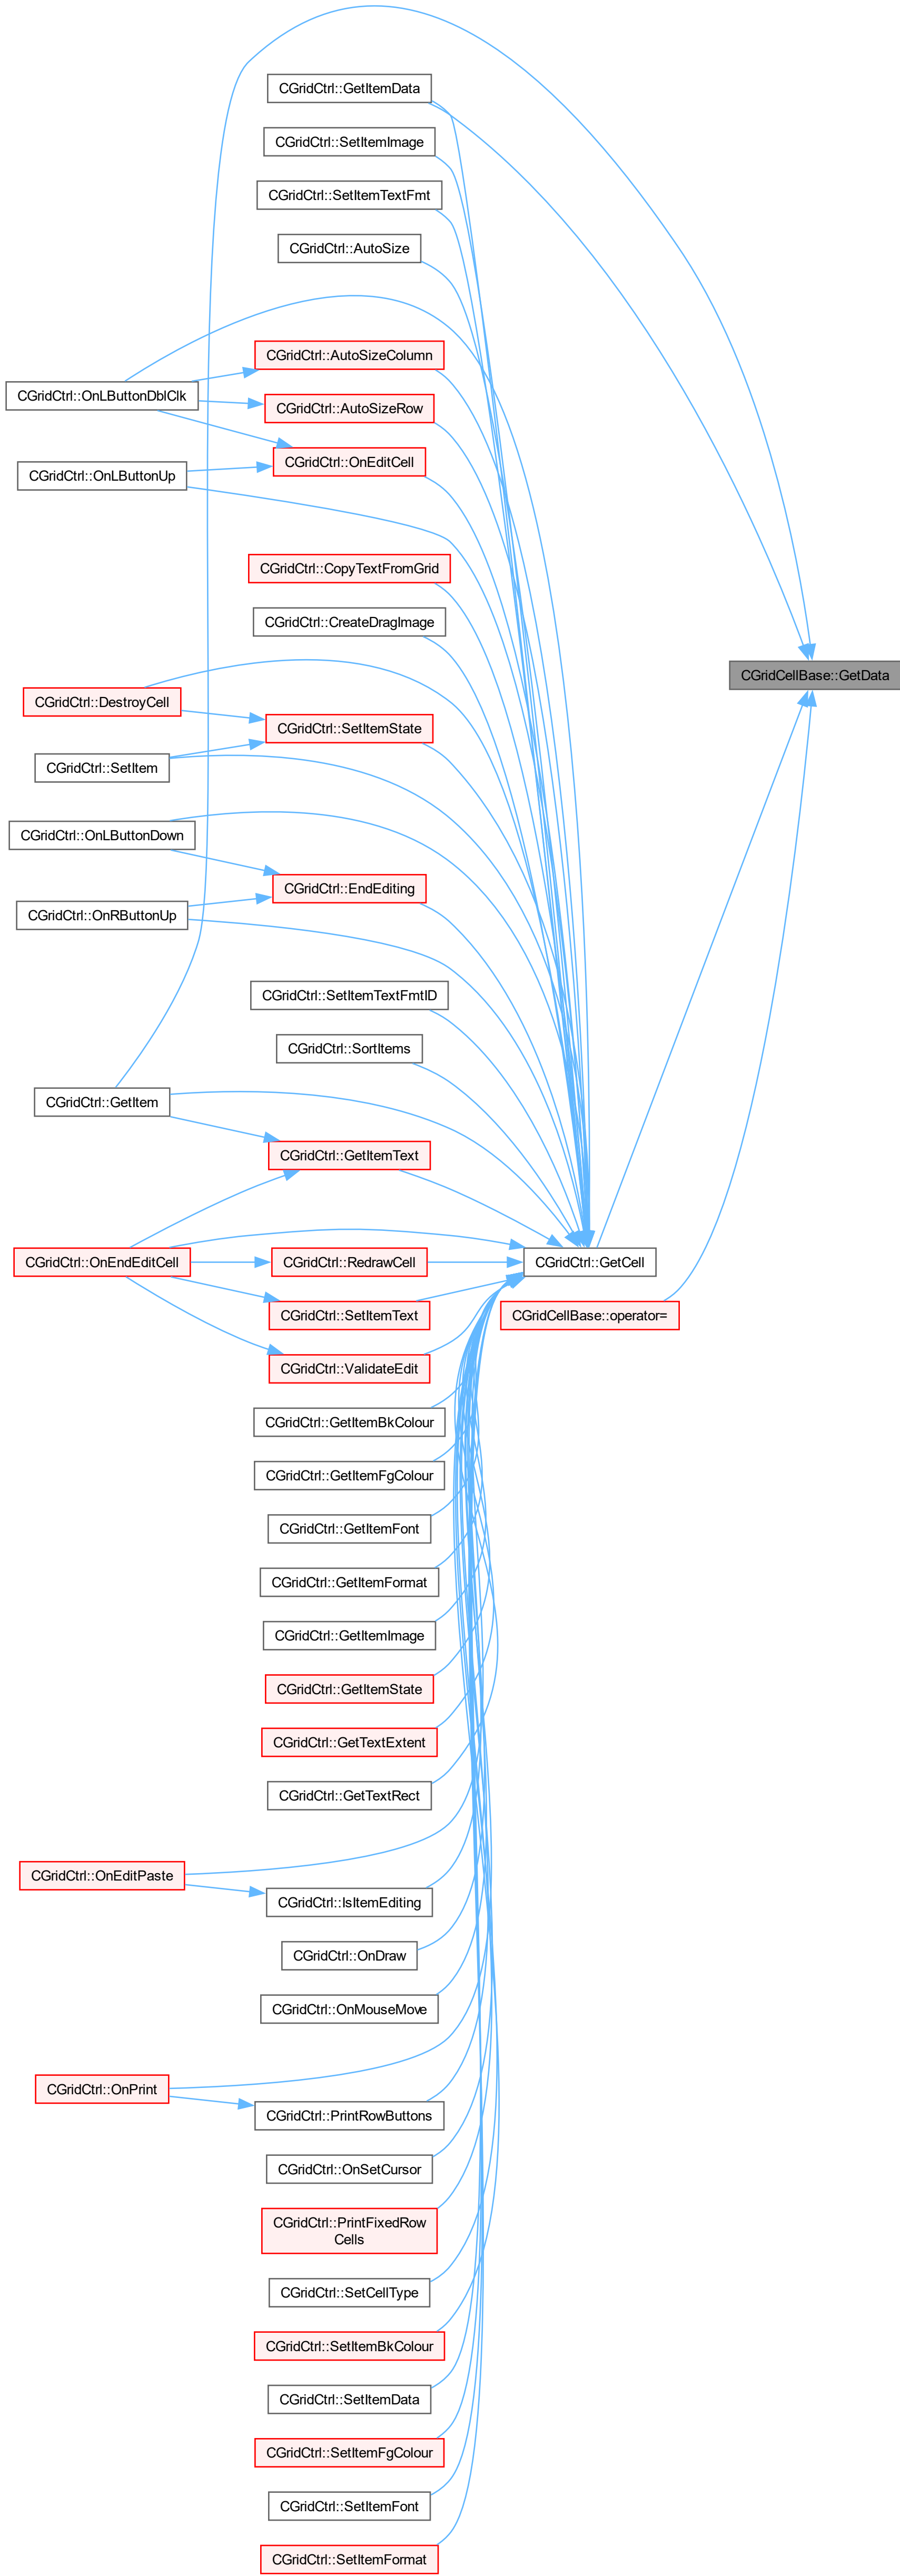 CGridCtrl::GetItemData
CGridCtrl::SetItemImage
CGridCtrl::SetItemTextFmt
CGridCtrl::AutoSize
CGridCtrl::AutoSizeColumn
CGridCtrl::OnLButtonDblClk
CGridCtrl::AutoSizeRow
CGridCtrl::OnEditCell
CGridCtrl::OnLButtonUp
CGridCtrl::CopyTextFromGrid
CGridCtrl::CreateDragImage
CGridCellBase::GetData
CGridCtrl::DestroyCell
CGridCtrl::SetItemState
CGridCtrl::SetItem
CGridCtrl::OnLButtonDown
CGridCtrl::EndEditing
CGridCtrl::OnRButtonUp
CGridCtrl::SetItemTextFmtID
CGridCtrl::SortItems
CGridCtrl::GetItem
CGridCtrl::GetItemText
CGridCtrl::OnEndEditCell
CGridCtrl::RedrawCell
CGridCtrl::GetCell
CGridCtrl::SetItemText
CGridCellBase::operator=
CGridCtrl::ValidateEdit
CGridCtrl::GetItemBkColour
CGridCtrl::GetItemFgColour
CGridCtrl::GetItemFont
CGridCtrl::GetItemFormat
CGridCtrl::GetItemImage
CGridCtrl::GetItemState
CGridCtrl::GetTextExtent
CGridCtrl::GetTextRect
CGridCtrl::OnEditPaste
CGridCtrl::IsItemEditing
CGridCtrl::OnDraw
CGridCtrl::OnMouseMove
CGridCtrl::OnPrint
CGridCtrl::PrintRowButtons
CGridCtrl::OnSetCursor
CGridCtrl::PrintFixedRow
Cells
CGridCtrl::SetCellType
CGridCtrl::SetItemBkColour
CGridCtrl::SetItemData
CGridCtrl::SetItemFgColour
CGridCtrl::SetItemFont
CGridCtrl::SetItemFormat